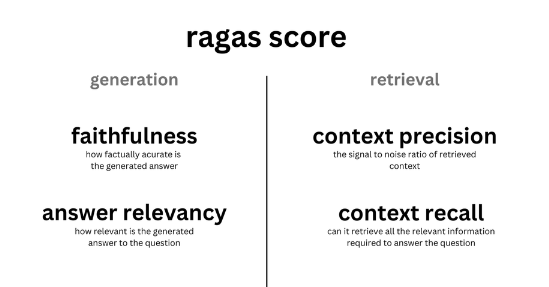 ragas score
generation
faithfulness
how factually acurate is
the generated answer
answer relevancy
how relevant is the generated
answer to the question
retrieval
context precision
the signal to noise ratio of retrieved
context
context recall
can it retrieve all the relevant information
required to answer the question